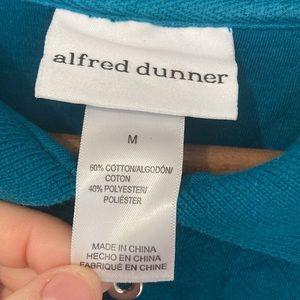 alfred dunner
M
60% COTTON/ALGODÓN/
COTON
40% POLYESTER/
POLIÉSTER
MADE IN CHINA
HECHO EN CHINA
FABRIQUÉ EN CHINE